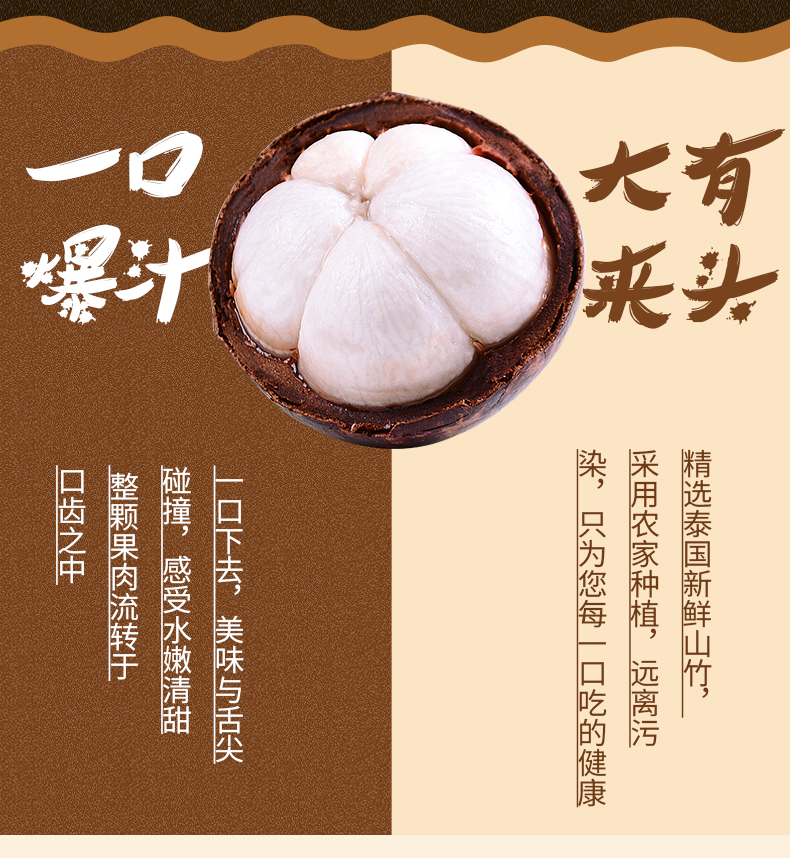 一口
爆汁
大有
来头
精选泰国新鲜山竹，
采用农家种植，远离污
染，只为您每一口吃的健康
一口下去，美味与舌尖
碰撞，感受水嫩清甜
整颗果肉流转于
口齿之中